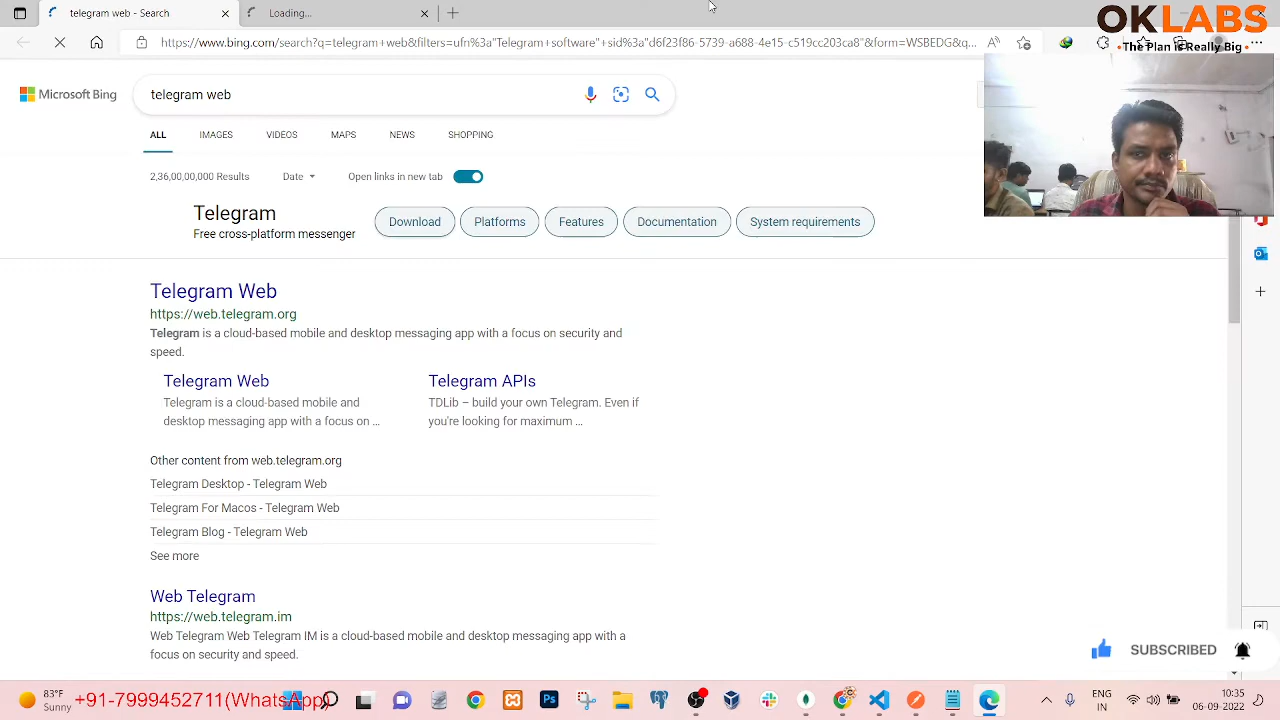 telegram web - Search
Loading...
https://www.bing.com/search?q=telegram+web&qs=ufm&q="Telegram+software"+sid%3a"d6f23f86-5739-a688-4e15-c519cc203ca8"&form=WSBEDG&q...
OKLABS
•The Plan is Really Big•
Microsoft Bing
telegram web
ALL
IMAGES
VIDEOS
MAPS
NEWS
SHOPPING
2,36,00,00,000 Results
Date
Open links in new tab
Telegram
Free cross-platform messenger
Download
Platforms
Features
Documentation
System requirements
Telegram Web
https://web.telegram.org
Telegram is a cloud-based mobile and desktop messaging app with a focus on security and
speed.
Telegram Web
Telegram is a cloud-based mobile and
desktop messaging app with a focus on ...
Telegram APIs
TDLib – build your own Telegram. Even if
you're looking for maximum ...
Other content from web.telegram.org
Telegram Desktop - Telegram Web
Telegram For Macos - Telegram Web
Telegram Blog - Telegram Web
See more
Web Telegram
https://web.telegram.im
Web Telegram Web Telegram IM is a cloud-based mobile and desktop messaging app with a
focus on security and speed.
SUBSCRIBED
83°F
Sunny
+91-7999452711(WhatsApp)
Ps
ENG
IN
10:35
06-09-2022